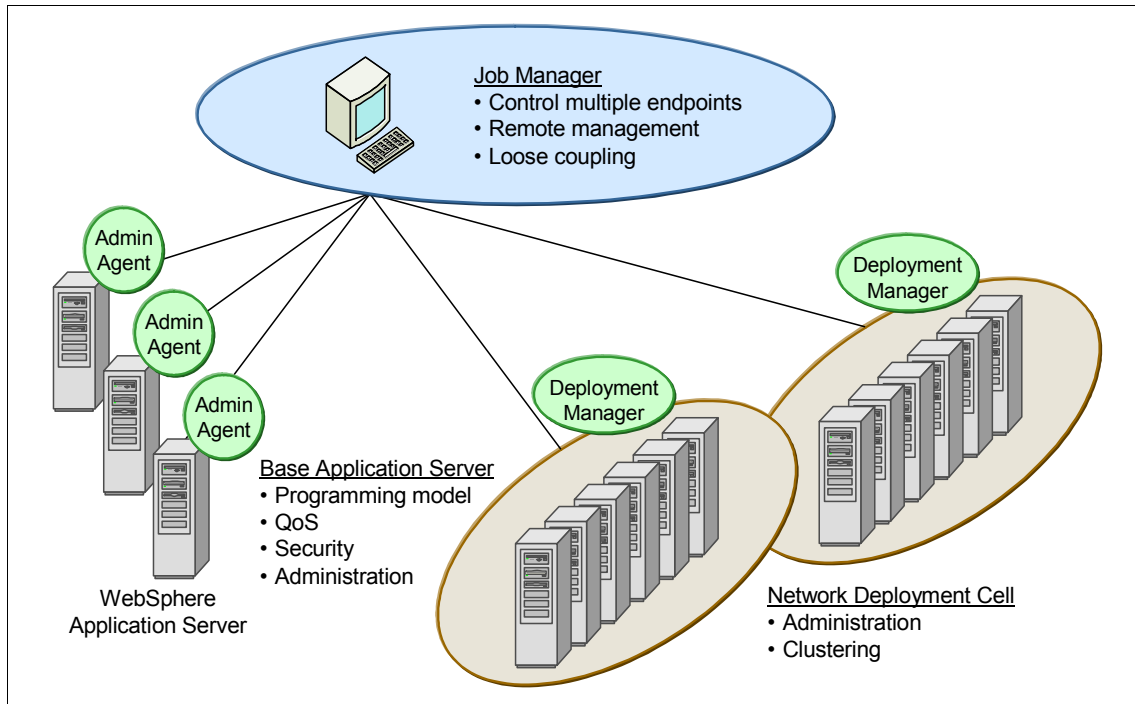 Job Manager
• Control multiple endpoints
• Remote management
• Loose coupling
Admin
Agent
Admin
Agent
Admin
Agent
Deployment
Manager
Deployment
Manager
Base Application Server
• Programming model
• QoS
• Security
• Administration
WebSphere
Application Server
Network Deployment Cell
• Administration
• Clustering